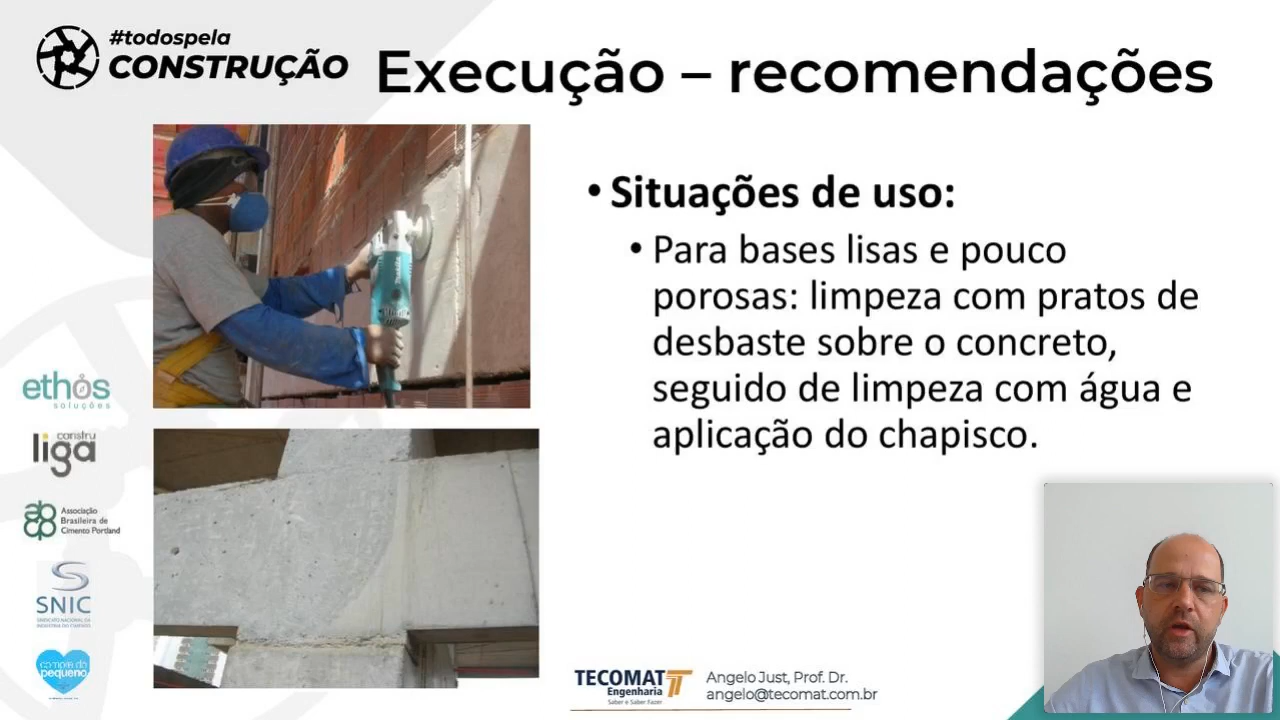 #todospela
CONSTRUÇÃO
Execução – recomendações
• Situações de uso:
• Para bases lisas e pouco
porosas: limpeza com pratos de
desbaste sobre o concreto,
seguido de limpeza com água e
aplicação do chapisco.
ethos
soluções
constru
liga
Associação
Brasileira de
Cimento Portland
SNIC
SINDICATO NACIONAL DA
INDÚSTRIA DO CIMENTO
compre do
pequeno
TECOMAT
Engenharia
Saber e Saber Fazer
Angelo Just, Prof. Dr.
angelo@tecomat.com.br